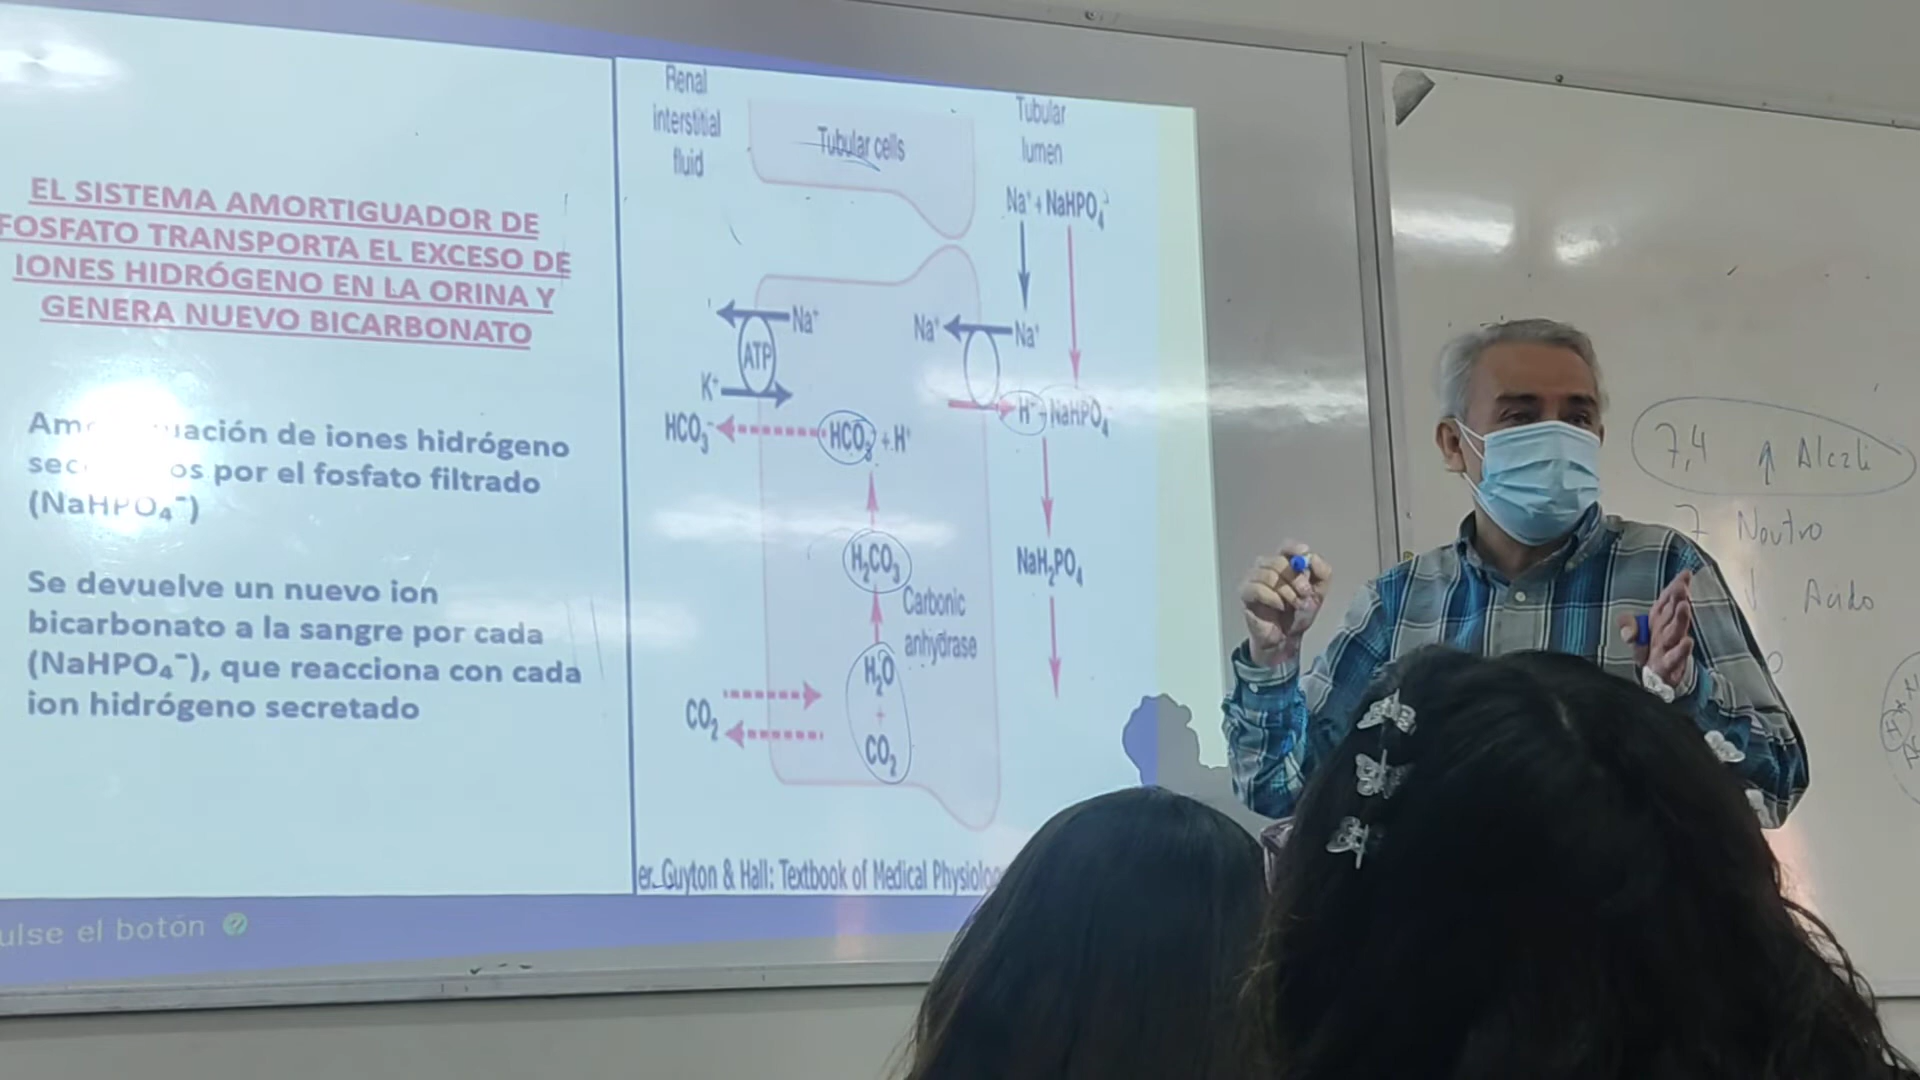 EL SISTEMA AMORTIGUADOR DE
FOSFATO TRANSPORTA EL EXCESO DE
IONES HIDRÓGENO EN LA ORINA Y
GENERA NUEVO BICARBONATO
de iones hidrógeno
por el fosfato filtrado
(NaHPO₄⁻)
Se devuelve un nuevo ion
bicarbonato a la sangre por cada
(NaHPO₄⁻), que reacciona con cada
ion hidrógeno secretado
Renal
interstitial
fluid
Tubular cells
Tubular
lumen
Na⁺ + NaHPO₄⁻
Na⁺
ATP
K⁺
Na⁺
Na⁺
H⁺ + NaHPO₄⁻
HCO₃⁻
HCO₃⁻ + H⁺
H₂CO₃
Carbonic
anhydrase
H₂O
+
CO₂
CO₂
NaH₂PO₄
Guyton & Hall: Textbook of Medical
el botón
7,4 ↑ Alcali
7 Neutro
↓ Acido